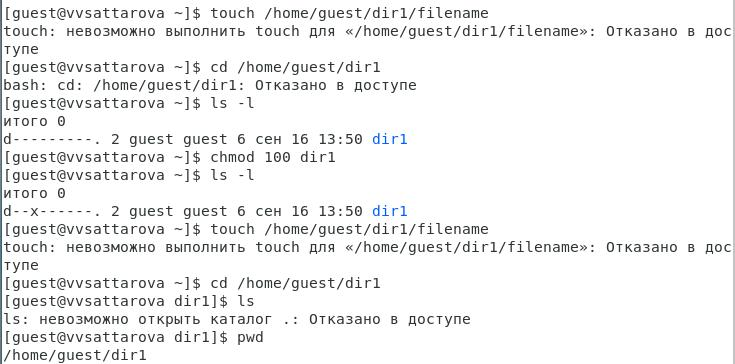 [guest@vvsattarova ~]$ touch /home/guest/dir1/filename
touch: невозможно выполнить touch для «/home/guest/dir1/filename»: Отказано в дос
тупе
[guest@vvsattarova ~]$ cd /home/guest/dir1
bash: cd: /home/guest/dir1: Отказано в доступе
[guest@vvsattarova ~]$ ls -l
итого 0
d---------. 2 guest guest 6 сен 16 13:50 dir1
[guest@vvsattarova ~]$ chmod 100 dir1
[guest@vvsattarova ~]$ ls -l
итого 0
d--x------. 2 guest guest 6 сен 16 13:50 dir1
[guest@vvsattarova ~]$ touch /home/guest/dir1/filename
touch: невозможно выполнить touch для «/home/guest/dir1/filename»: Отказано в дос
тупе
[guest@vvsattarova ~]$ cd /home/guest/dir1
[guest@vvsattarova dir1]$ ls
ls: невозможно открыть каталог .: Отказано в доступе
[guest@vvsattarova dir1]$ pwd
/home/guest/dir1